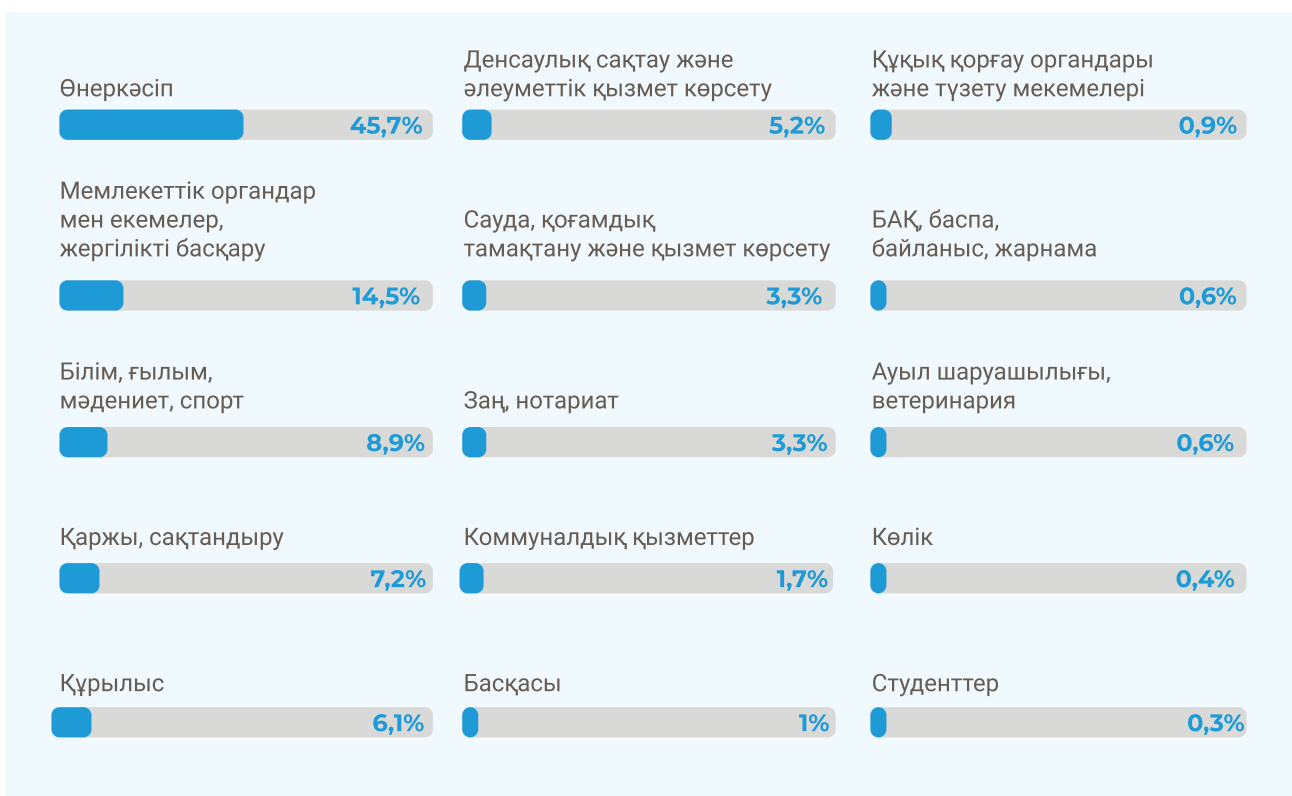 Өнеркәсіп
45,7%
Мемлекеттік органдар
мен екемелер,
жергілікті басқару
14,5%
Білім, ғылым,
мәдениет, спорт
8,9%
Қаржы, сақтандыру
7,2%
Құрылыс
6,1%
Денсаулық сақтау және
әлеуметтік қызмет көрсету
5,2%
Сауда, қоғамдық
тамақтану және қызмет көрсету
3,3%
Заң, нотариат
3,3%
Коммуналдық қызметтер
1,7%
Басқасы
1%
Құқық қорғау органдары
және түзету мекемелері
0,9%
БАҚ, баспа,
байланыс, жарнама
0,6%
Ауыл шаруашылығы,
ветеринария
0,6%
Көлік
0,4%
Студенттер
0,3%